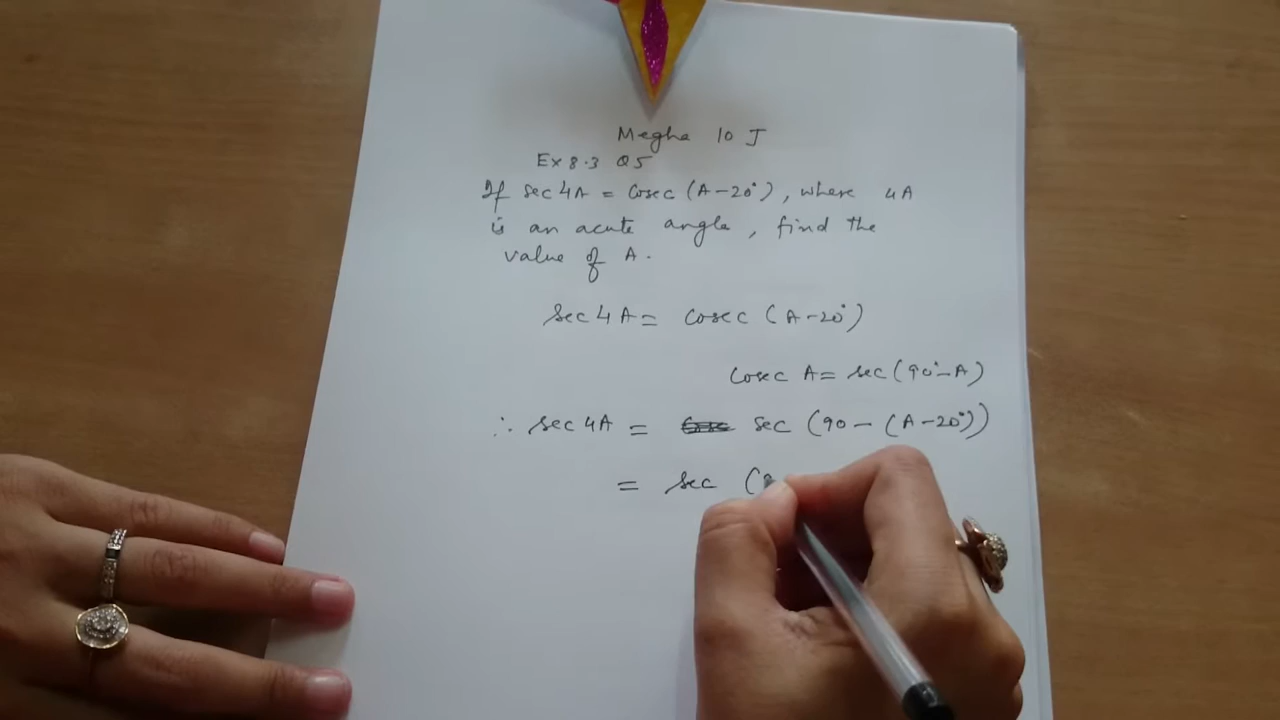 Megha 10 J
Ex 8.3 Q5
If sec 4A = Cosec (A-20°), where 4A
is an acute angle, find the
value of A.
sec 4A = Cosec (A-20°)
Cosec A = sec (90°-A)
∴ sec 4A = sec (90 - (A-20°))
= sec (